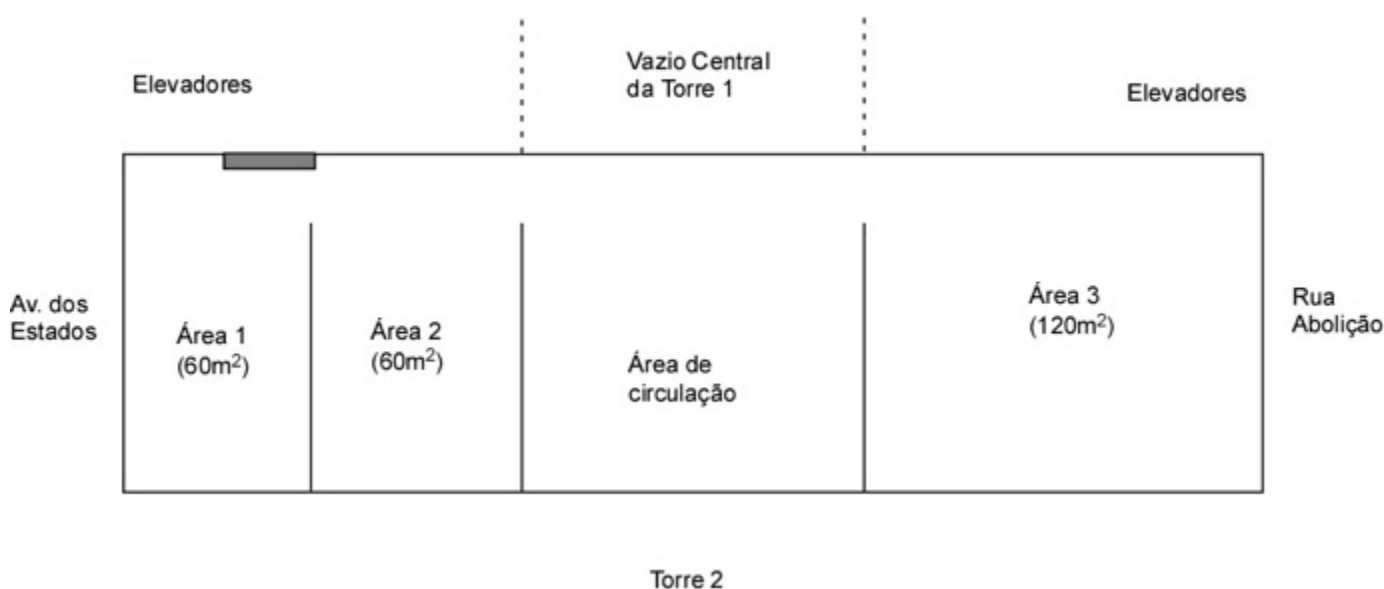 Elevadores
Vazio Central
da Torre 1
Elevadores
Av. dos
Estados
Área 1
(60m²)
Área 2
(60m²)
Área de
circulação
Área 3
(120m²)
Rua
Abolição
Torre 2